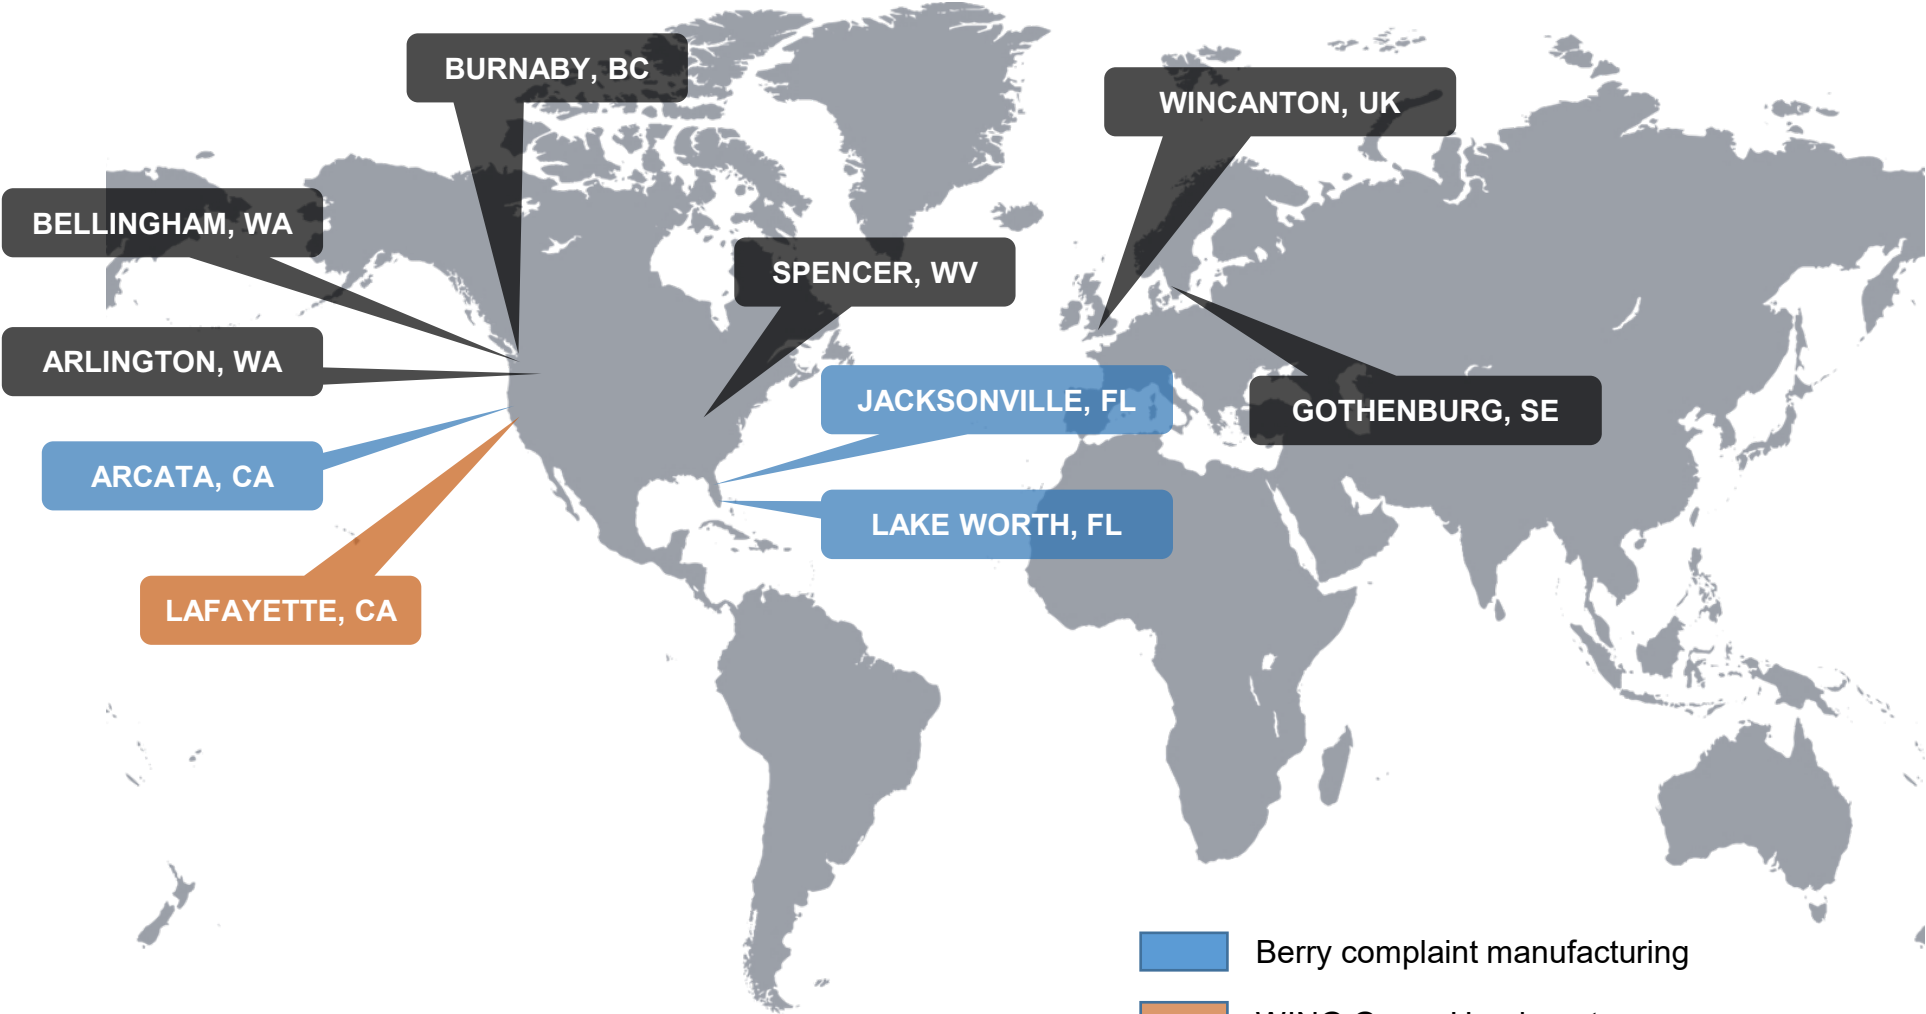 BURNABY, BC
WINCANTON, UK
BELLINGHAM, WA
SPENCER, WV
ARLINGTON, WA
JACKSONVILLE, FL
GOTHENBURG, SE
ARCATA, CA
LAKE WORTH, FL
LAFAYETTE, CA
Berry complaint manufacturing